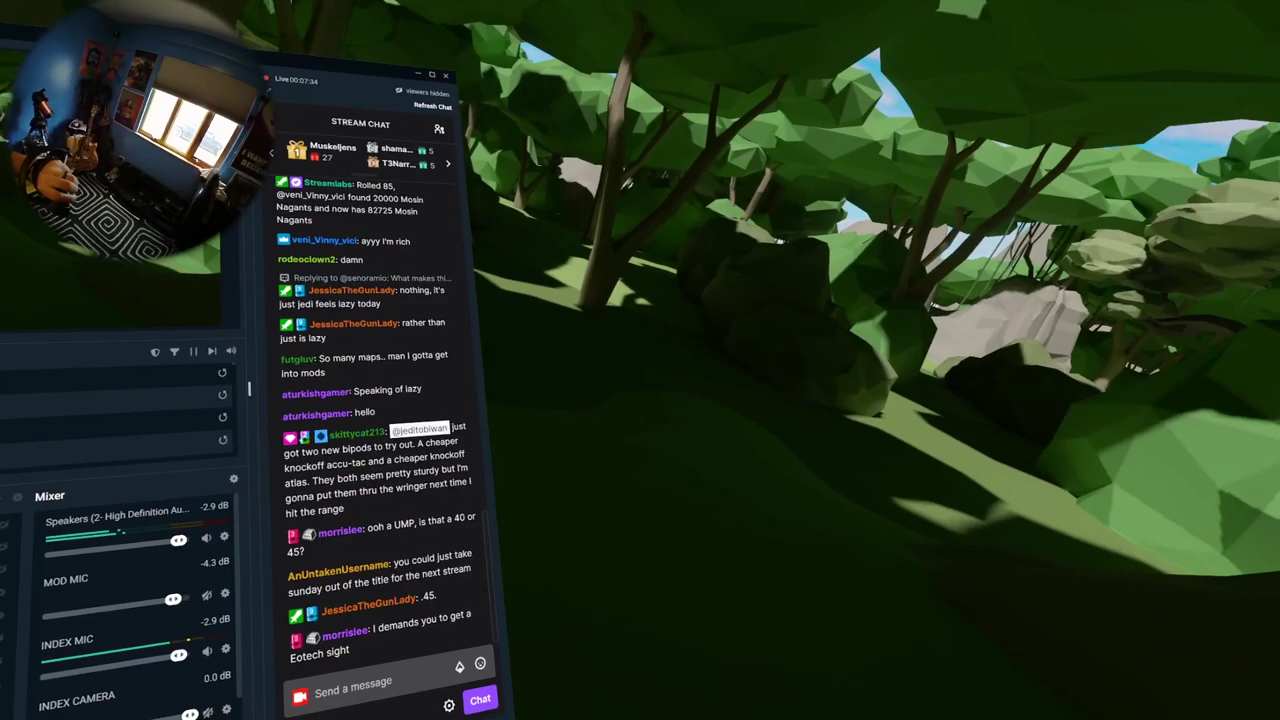 Live 00:07:34
viewers hidden
Refresh Chat
STREAM CHAT
1
Muskeljens
27
shama...
5
T3Narr...
5
Streamlabs: Rolled 85,
@veni_Vinny_vici found 20000 Mosin
Nagants and now has 82725 Mosin
Nagants
veni_Vinny_vici: ayyy I'm rich
rodeoclown2: damn
Replying to @senoramio: What makes thi...
JessicaTheGunLady: nothing, it's
just jedi feels lazy today
JessicaTheGunLady: rather than
just is lazy
futgluv: So many maps.. man I gotta get
into mods
aturkishgamer: Speaking of lazy
aturkishgamer: hello
skittycat213: @jeditobiwan just
got two new bipods to try out. A cheaper
knockoff accu-tac and a cheaper knockoff
atlas. They both seem pretty sturdy but I'm
gonna put them thru the wringer next time I
hit the range
morrislee: ooh a UMP, is that a 40 or
45?
AnUntakenUsername: you could just take
sunday out of the title for the next stream
JessicaTheGunLady: .45.
morrislee: I demands you to get a
Eotech sight
Send a message
Chat
Mixer
Speakers (2- High Definition Au...
-2.9 dB
MOD MIC
-4.3 dB
INDEX MIC
-2.9 dB
INDEX CAMERA
0.0 dB